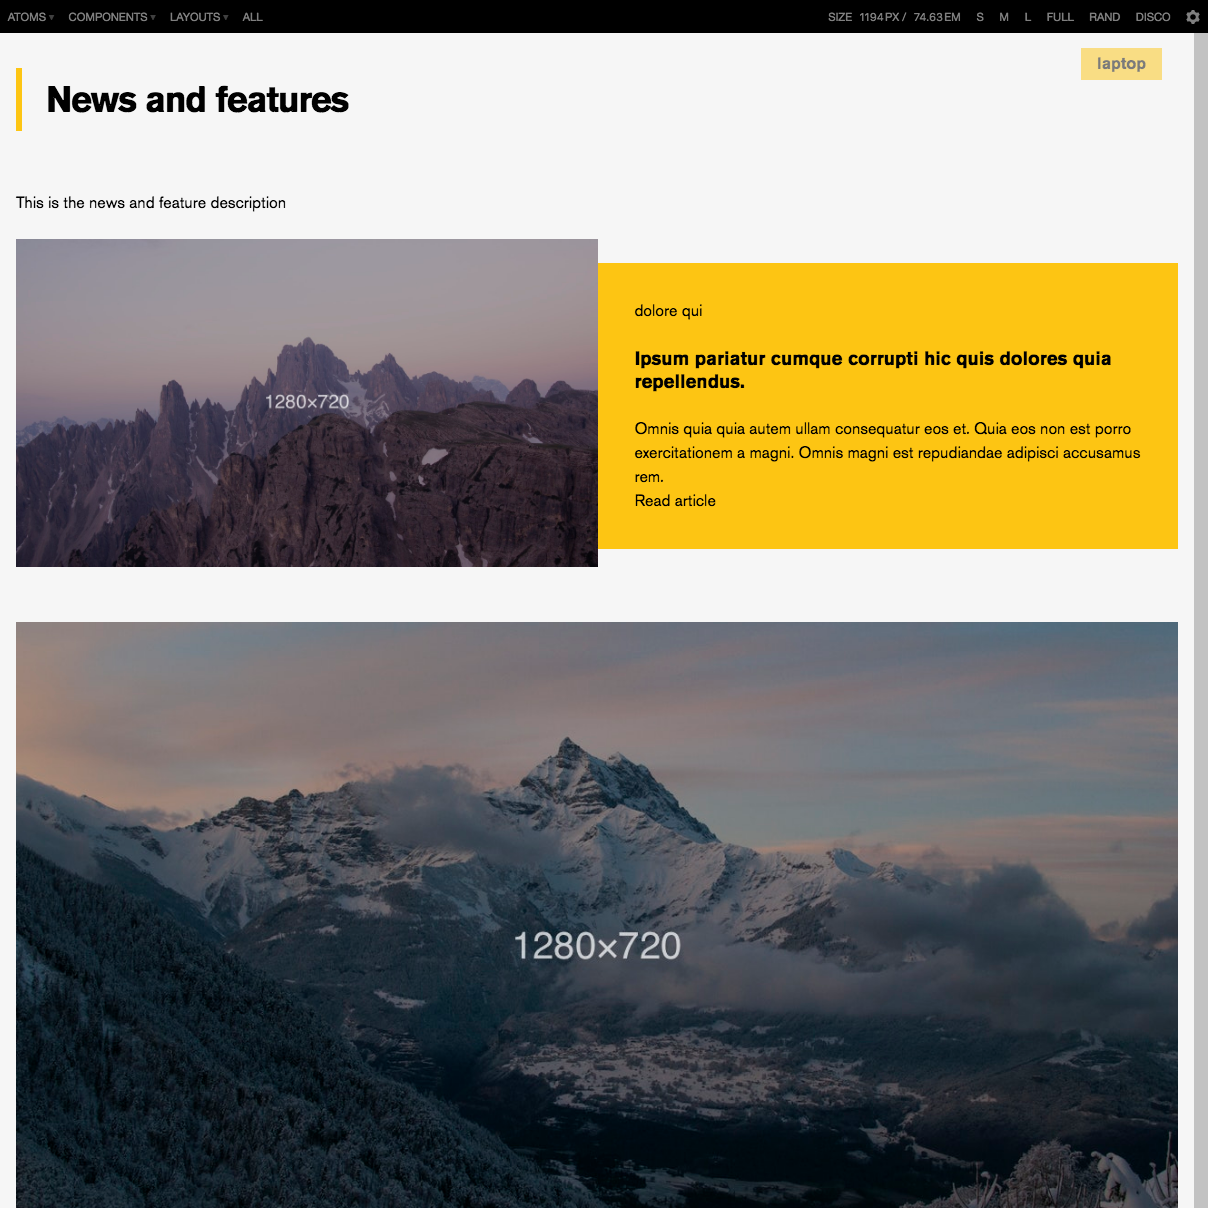 ATOMS COMPONENTS LAYOUTS ALL SIZE 1194PX / 74.63EM S M L FULL RAND DISCO
laptop
News and features
This is the news and feature description
1280×720
dolore qui
Ipsum pariatur cumque corrupti hic quis dolores quia
repellendus.
Omnis quia quia autem ullam consequatur eos et. Quia eos non est porro
exercitationem a magni. Omnis magni est repudiandae adipisci accusamus
rem.
Read article
1280×720